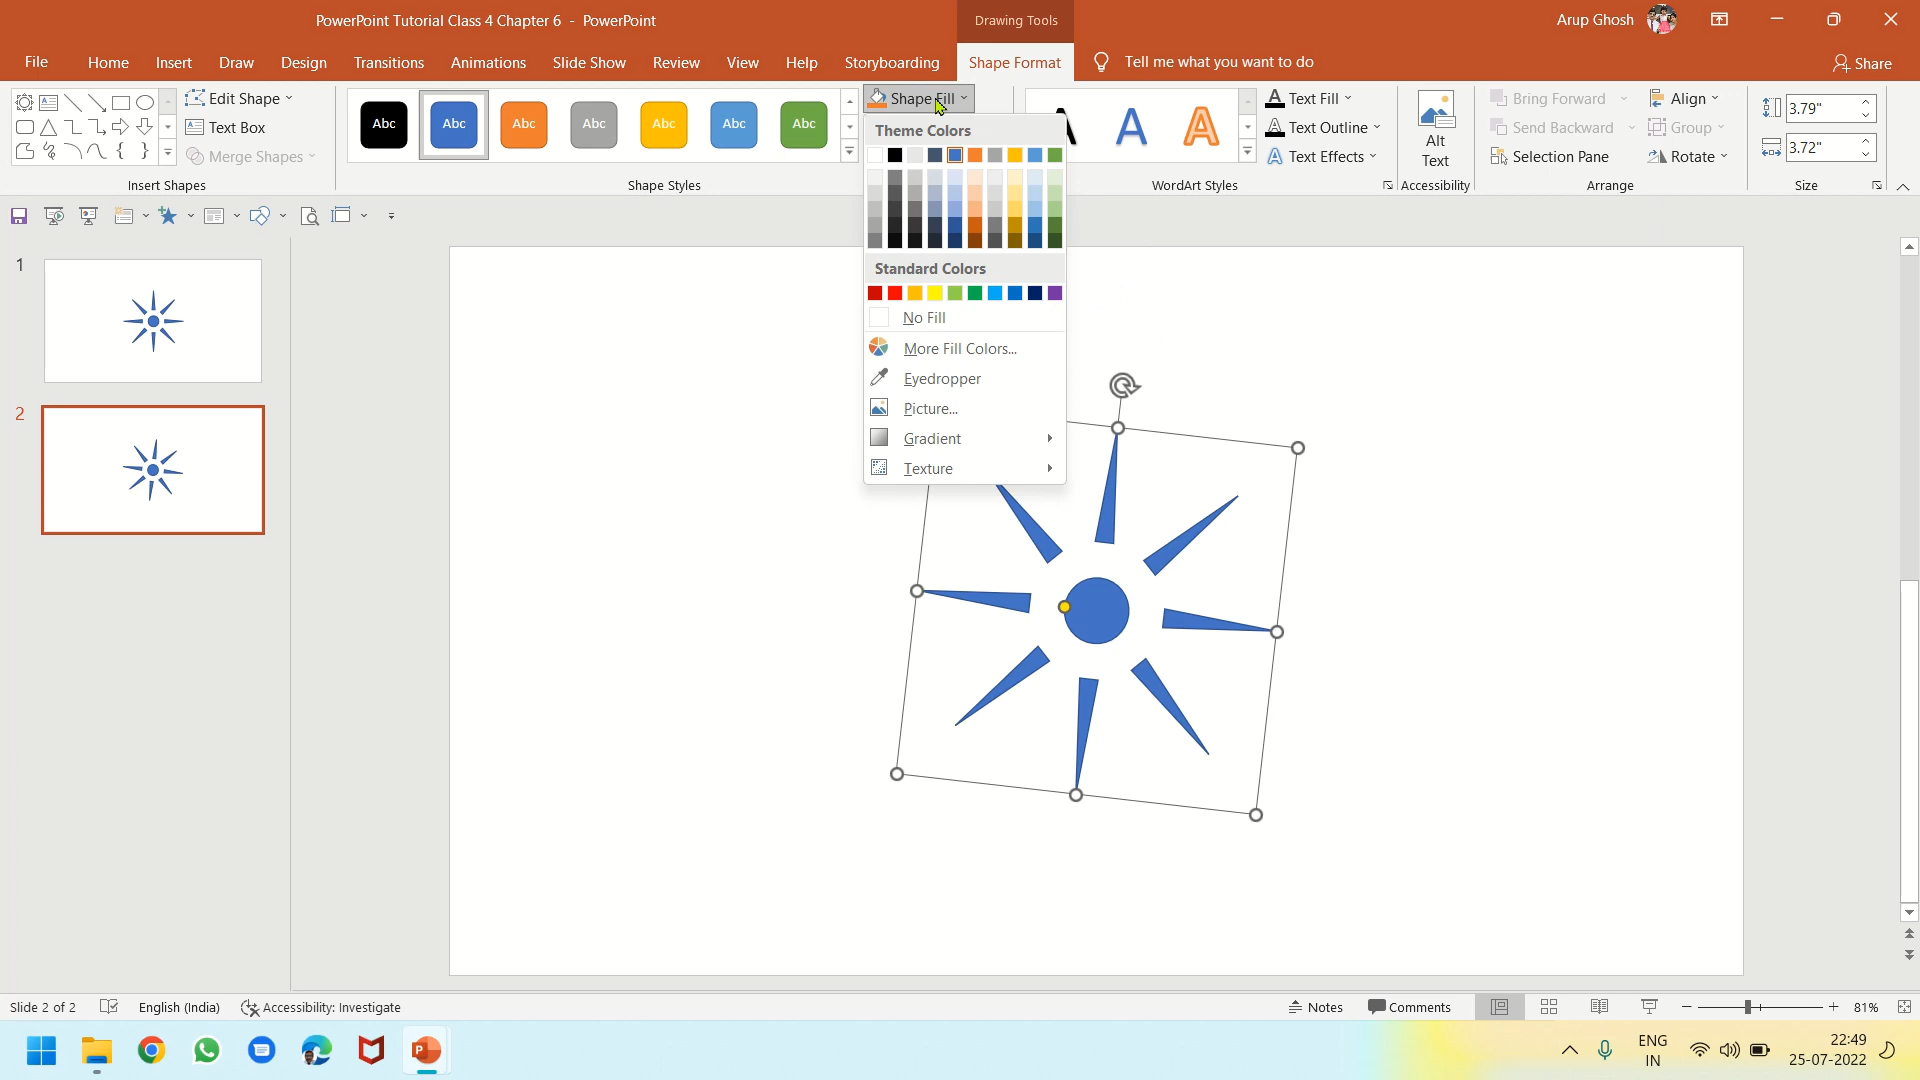 PowerPoint Tutorial Class 4 Chapter 6 - PowerPoint
Drawing Tools
Arup Ghosh
File Home Insert Draw Design Transitions Animations Slide Show Review View Help Storyboarding Shape Format Tell me what you want to do Share
Edit Shape
Text Box
Merge Shapes
Insert Shapes
Abc Abc Abc Abc Abc Abc Abc
Shape Styles
Shape Fill
Theme Colors
Standard Colors
No Fill
More Fill Colors...
Eyedropper
Picture...
Gradient
Texture
A A A
WordArt Styles
Text Fill
Text Outline
Text Effects
Alt
Text
Accessibility
Bring Forward
Send Backward
Selection Pane
Align
Group
Rotate
Arrange
3.79"
3.72"
Size
1
2
Slide 2 of 2 English (India) Accessibility: Investigate Notes Comments 81%
ENG
IN
22:49
25-07-2022